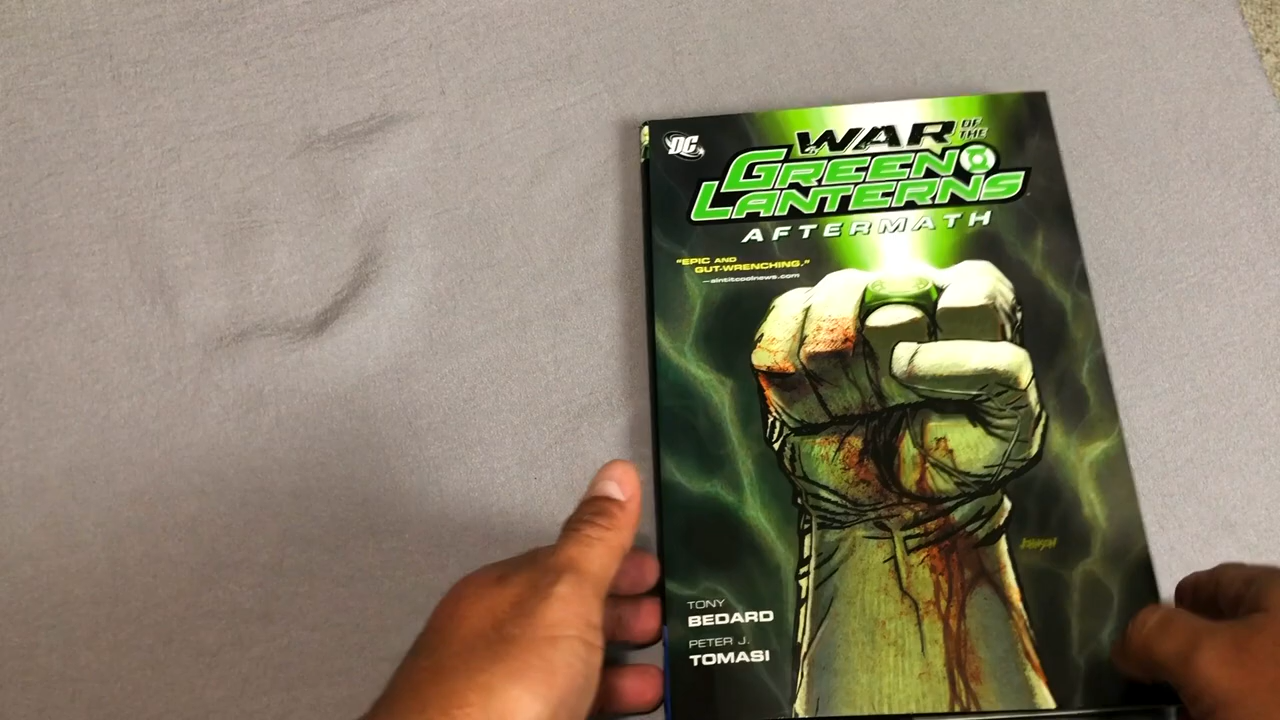 DC
WAR OF THE
GREEN
LANTERNS
AFTERMATH
"EPIC AND
GUT-WRENCHING."
—aintitcoolnews.com
TONY
BEDARD
PETER J.
TOMASI